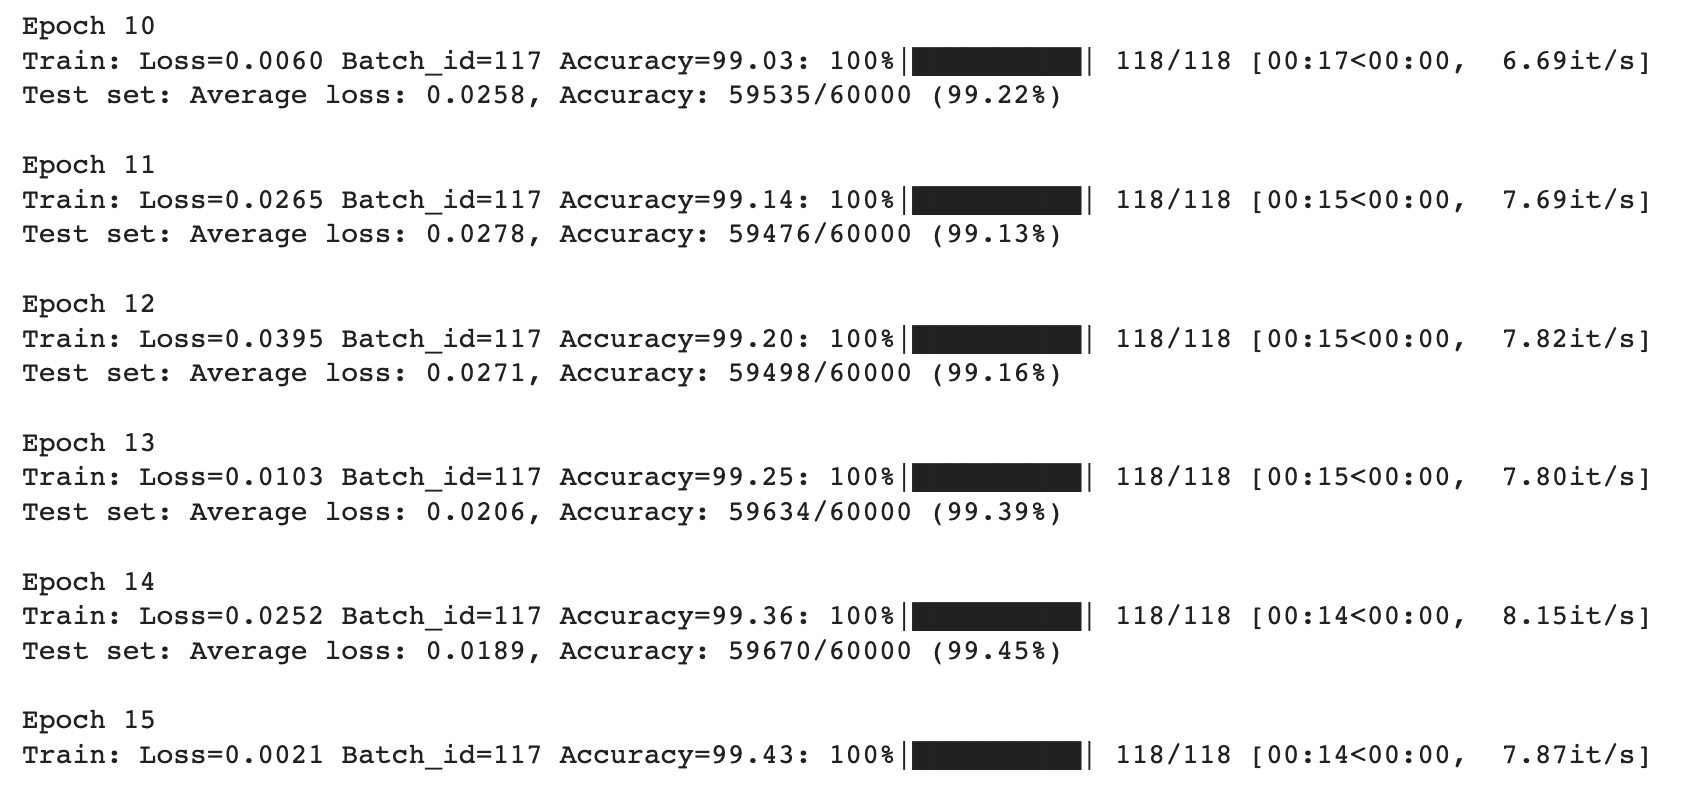 Epoch 10
Train: Loss=0.0060 Batch_id=117 Accuracy=99.03: 100%|██████████| 118/118 [00:17<00:00,  6.69it/s]
Test set: Average loss: 0.0258, Accuracy: 59535/60000 (99.22%)
Epoch 11
Train: Loss=0.0265 Batch_id=117 Accuracy=99.14: 100%|██████████| 118/118 [00:15<00:00,  7.69it/s]
Test set: Average loss: 0.0278, Accuracy: 59476/60000 (99.13%)
Epoch 12
Train: Loss=0.0395 Batch_id=117 Accuracy=99.20: 100%|██████████| 118/118 [00:15<00:00,  7.82it/s]
Test set: Average loss: 0.0271, Accuracy: 59498/60000 (99.16%)
Epoch 13
Train: Loss=0.0103 Batch_id=117 Accuracy=99.25: 100%|██████████| 118/118 [00:15<00:00,  7.80it/s]
Test set: Average loss: 0.0206, Accuracy: 59634/60000 (99.39%)
Epoch 14
Train: Loss=0.0252 Batch_id=117 Accuracy=99.36: 100%|██████████| 118/118 [00:14<00:00,  8.15it/s]
Test set: Average loss: 0.0189, Accuracy: 59670/60000 (99.45%)
Epoch 15
Train: Loss=0.0021 Batch_id=117 Accuracy=99.43: 100%|██████████| 118/118 [00:14<00:00,  7.87it/s]